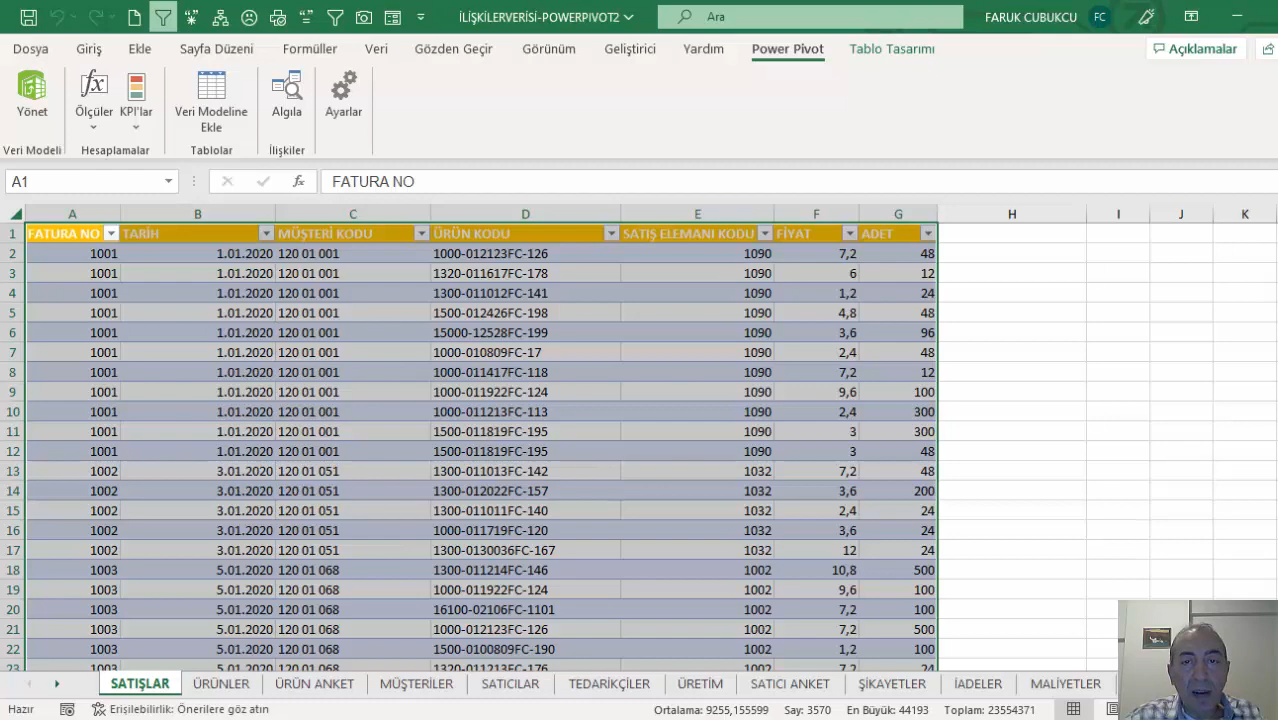 İLİŞKİLERVERİSİ-POWERPIVOT2
Ara
FARUK CUBUKCU
FC
Dosya Giriş Ekle Sayfa Düzeni Formüller Veri Gözden Geçir Görünüm Geliştirici Yardım Power Pivot Tablo Tasarımı Açıklamalar
Yönet Ölçüler KPI'lar Veri Modeline Ekle Algıla Ayarlar
Veri Modeli Hesaplamalar Tablolar İlişkiler
A1 fx FATURA NO
A B C D E F G H I J K
1 FATURA NO TARİH MÜŞTERİ KODU ÜRÜN KODU SATIŞ ELEMANI KODU FİYAT ADET
2 1001 1.01.2020 120 01 001 1000-012123FC-126 1090 7,2 48
3 1001 1.01.2020 120 01 001 1320-011617FC-178 1090 6 12
4 1001 1.01.2020 120 01 001 1300-011012FC-141 1090 1,2 24
5 1001 1.01.2020 120 01 001 1500-012426FC-198 1090 4,8 48
6 1001 1.01.2020 120 01 001 15000-12528FC-199 1090 3,6 96
7 1001 1.01.2020 120 01 001 1000-010809FC-17 1090 2,4 48
8 1001 1.01.2020 120 01 001 1000-011417FC-118 1090 7,2 12
9 1001 1.01.2020 120 01 001 1000-011922FC-124 1090 9,6 100
10 1001 1.01.2020 120 01 001 1000-011213FC-113 1090 2,4 300
11 1001 1.01.2020 120 01 001 1500-011819FC-195 1090 3 300
12 1001 1.01.2020 120 01 001 1500-011819FC-195 1090 3 48
13 1002 3.01.2020 120 01 051 1300-011013FC-142 1032 7,2 48
14 1002 3.01.2020 120 01 051 1300-012022FC-157 1032 3,6 200
15 1002 3.01.2020 120 01 051 1300-011011FC-140 1032 2,4 24
16 1002 3.01.2020 120 01 051 1000-011719FC-120 1032 3,6 24
17 1002 3.01.2020 120 01 051 1300-0130036FC-167 1032 12 24
18 1003 5.01.2020 120 01 068 1300-011214FC-146 1002 10,8 500
19 1003 5.01.2020 120 01 068 1000-011922FC-124 1002 9,6 100
20 1003 5.01.2020 120 01 068 16100-02106FC-1101 1002 7,2 100
21 1003 5.01.2020 120 01 068 1000-012123FC-126 1002 7,2 500
22 1003 5.01.2020 120 01 068 1500-0100809FC-190 1002 1,2 100
23 1003 5.01.2020 120 01 068 1320-011213FC-176 1002 7,2 24
SATIŞLAR ÜRÜNLER ÜRÜN ANKET MÜŞTERİLER SATICILAR TEDARİKÇİLER ÜRETİM SATICI ANKET ŞİKAYETLER İADELER MALİYETLER
Hazır Erişilebilirlik: Önerilere göz atın Ortalama: 9255,155599 Say: 3570 En Büyük: 44193 Toplam: 23554371